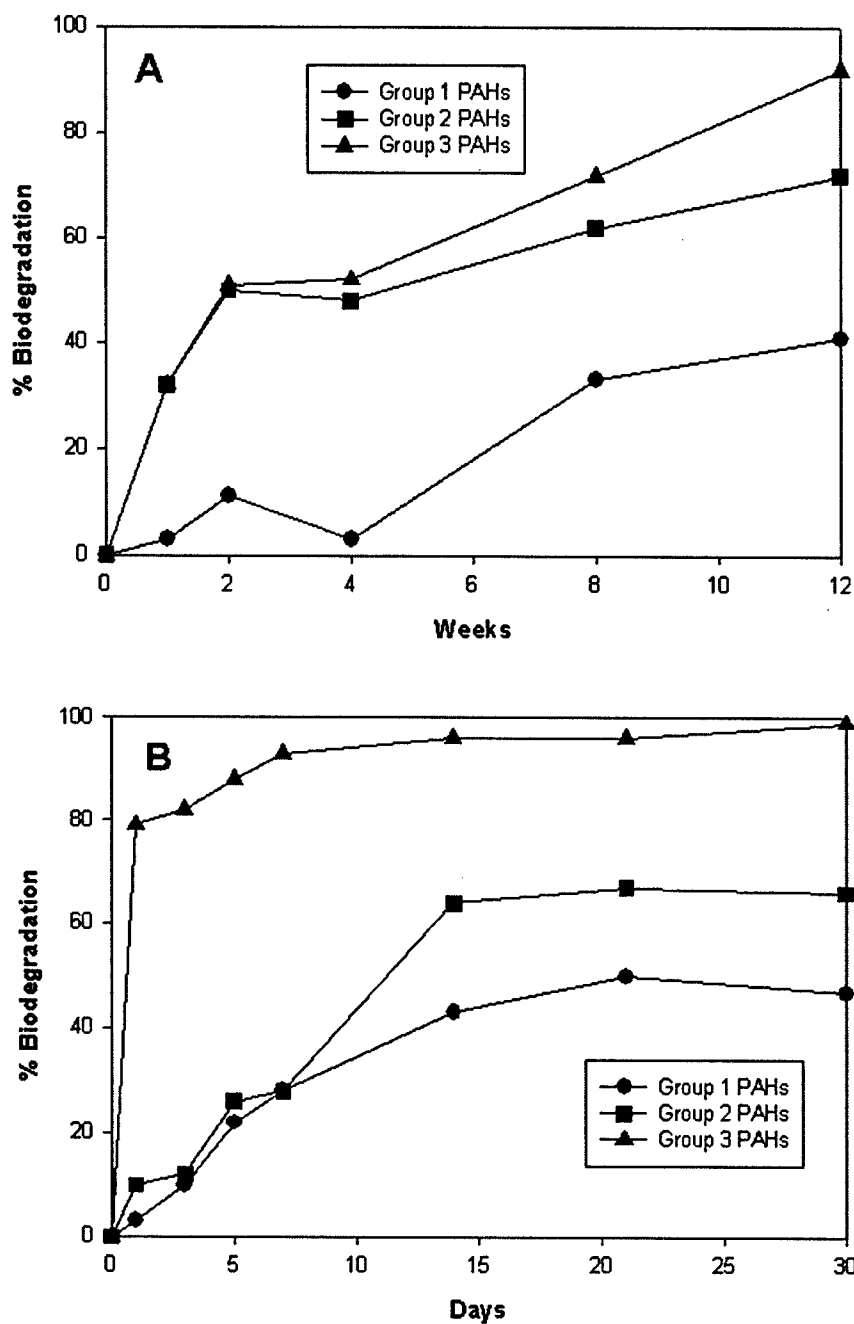 A
Group 1 PAHs
Group 2 PAHs
Group 3 PAHs
% Biodegradation
100
80
60
40
20
0
0 2 4 6 8 10 12
Weeks
B
Group 1 PAHs
Group 2 PAHs
Group 3 PAHs
% Biodegradation
100
80
60
40
20
0
0 5 10 15 20 25 30
Days